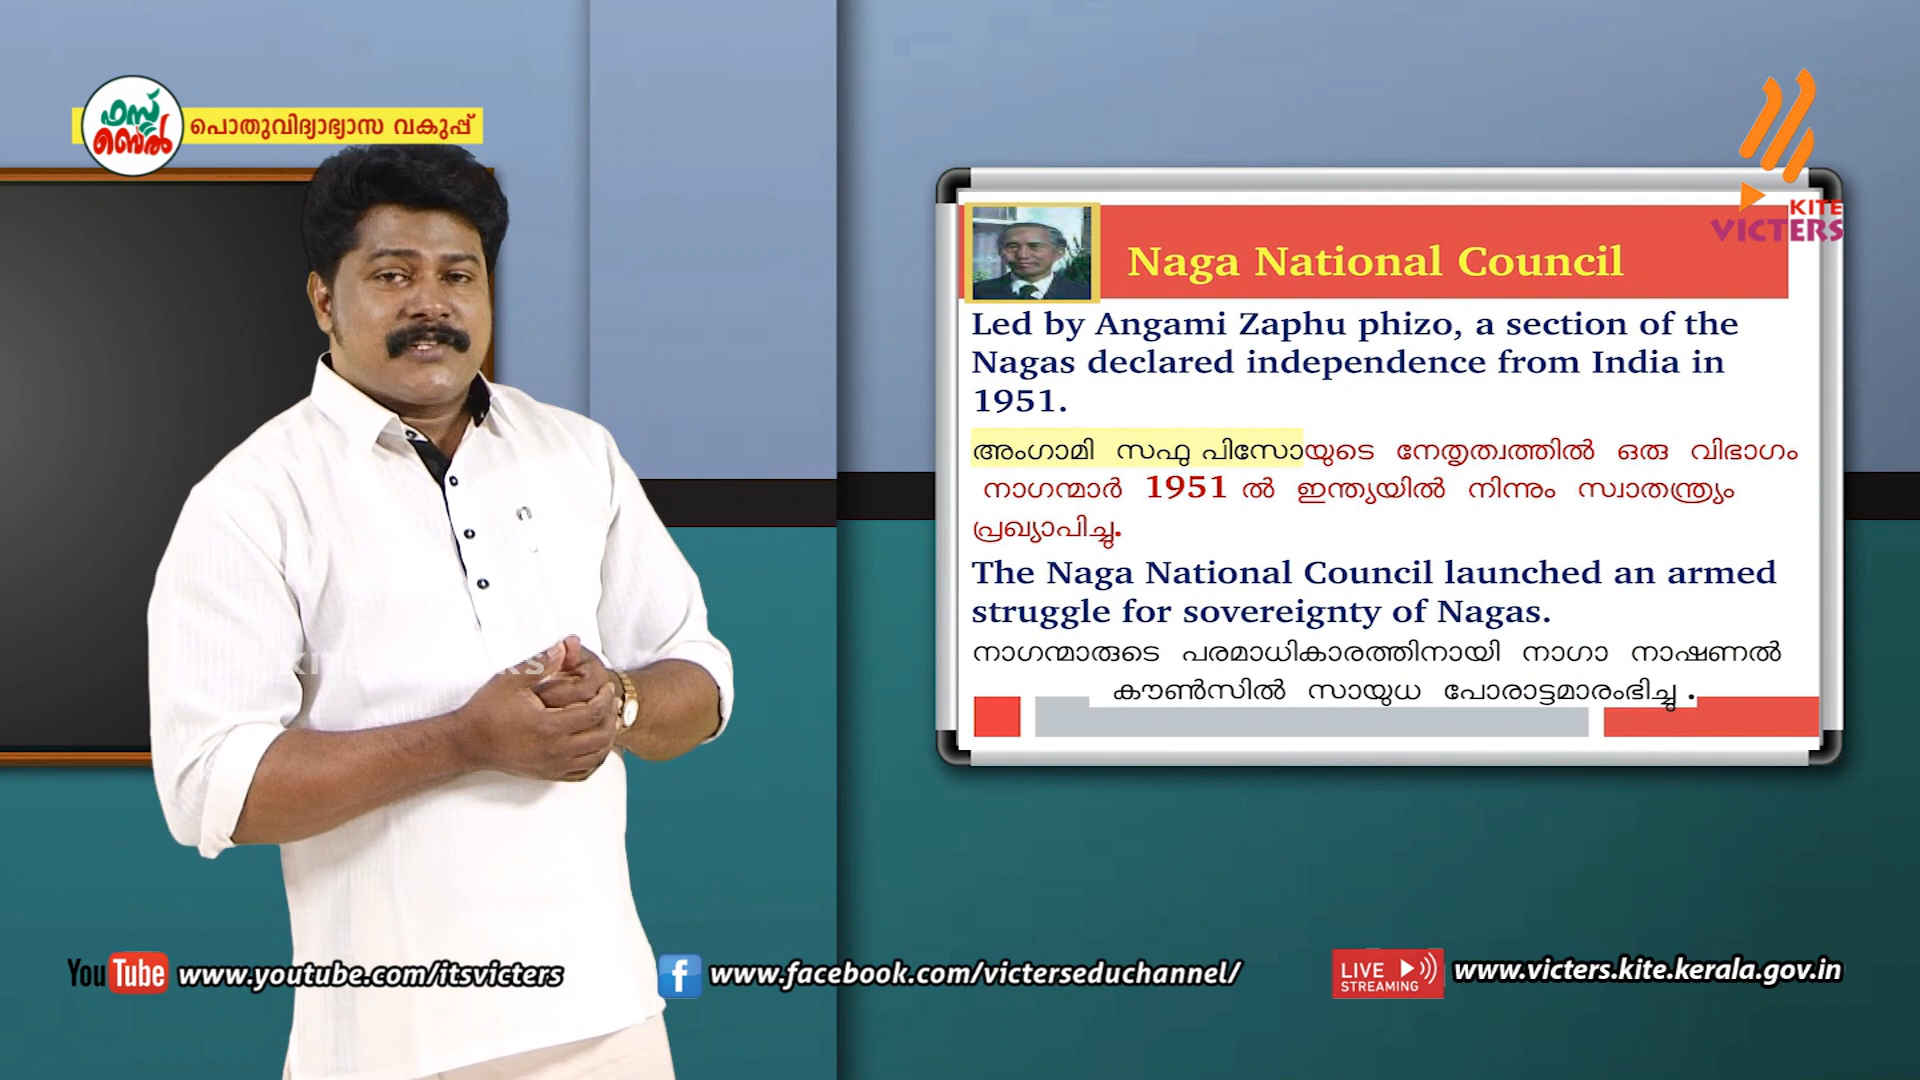 ഫസ്റ്റ്
ബെൽ
പൊതുവിദ്യാഭ്യാസ വകുപ്പ്
KITE
VICTERS
Naga National Council
Led by Angami Zaphu phizo, a section of the
Nagas declared independence from India in
1951.
അംഗാമി സഫു പിസോയുടെ നേതൃത്വത്തിൽ ഒരു വിഭാഗം
നാഗന്മാർ 1951 ൽ ഇന്ത്യയിൽ നിന്നും സ്വാതന്ത്ര്യം
പ്രഖ്യാപിച്ചു.
The Naga National Council launched an armed
struggle for sovereignty of Nagas.
നാഗന്മാരുടെ പരമാധികാരത്തിനായി നാഗാ നാഷണൽ
കൗൺസിൽ സായുധ പോരാട്ടമാരംഭിച്ചു .
YouTube www.youtube.com/itsvicters
f www.facebook.com/victerseduchannel/
LIVE
STREAMING
www.victers.kite.kerala.gov.in